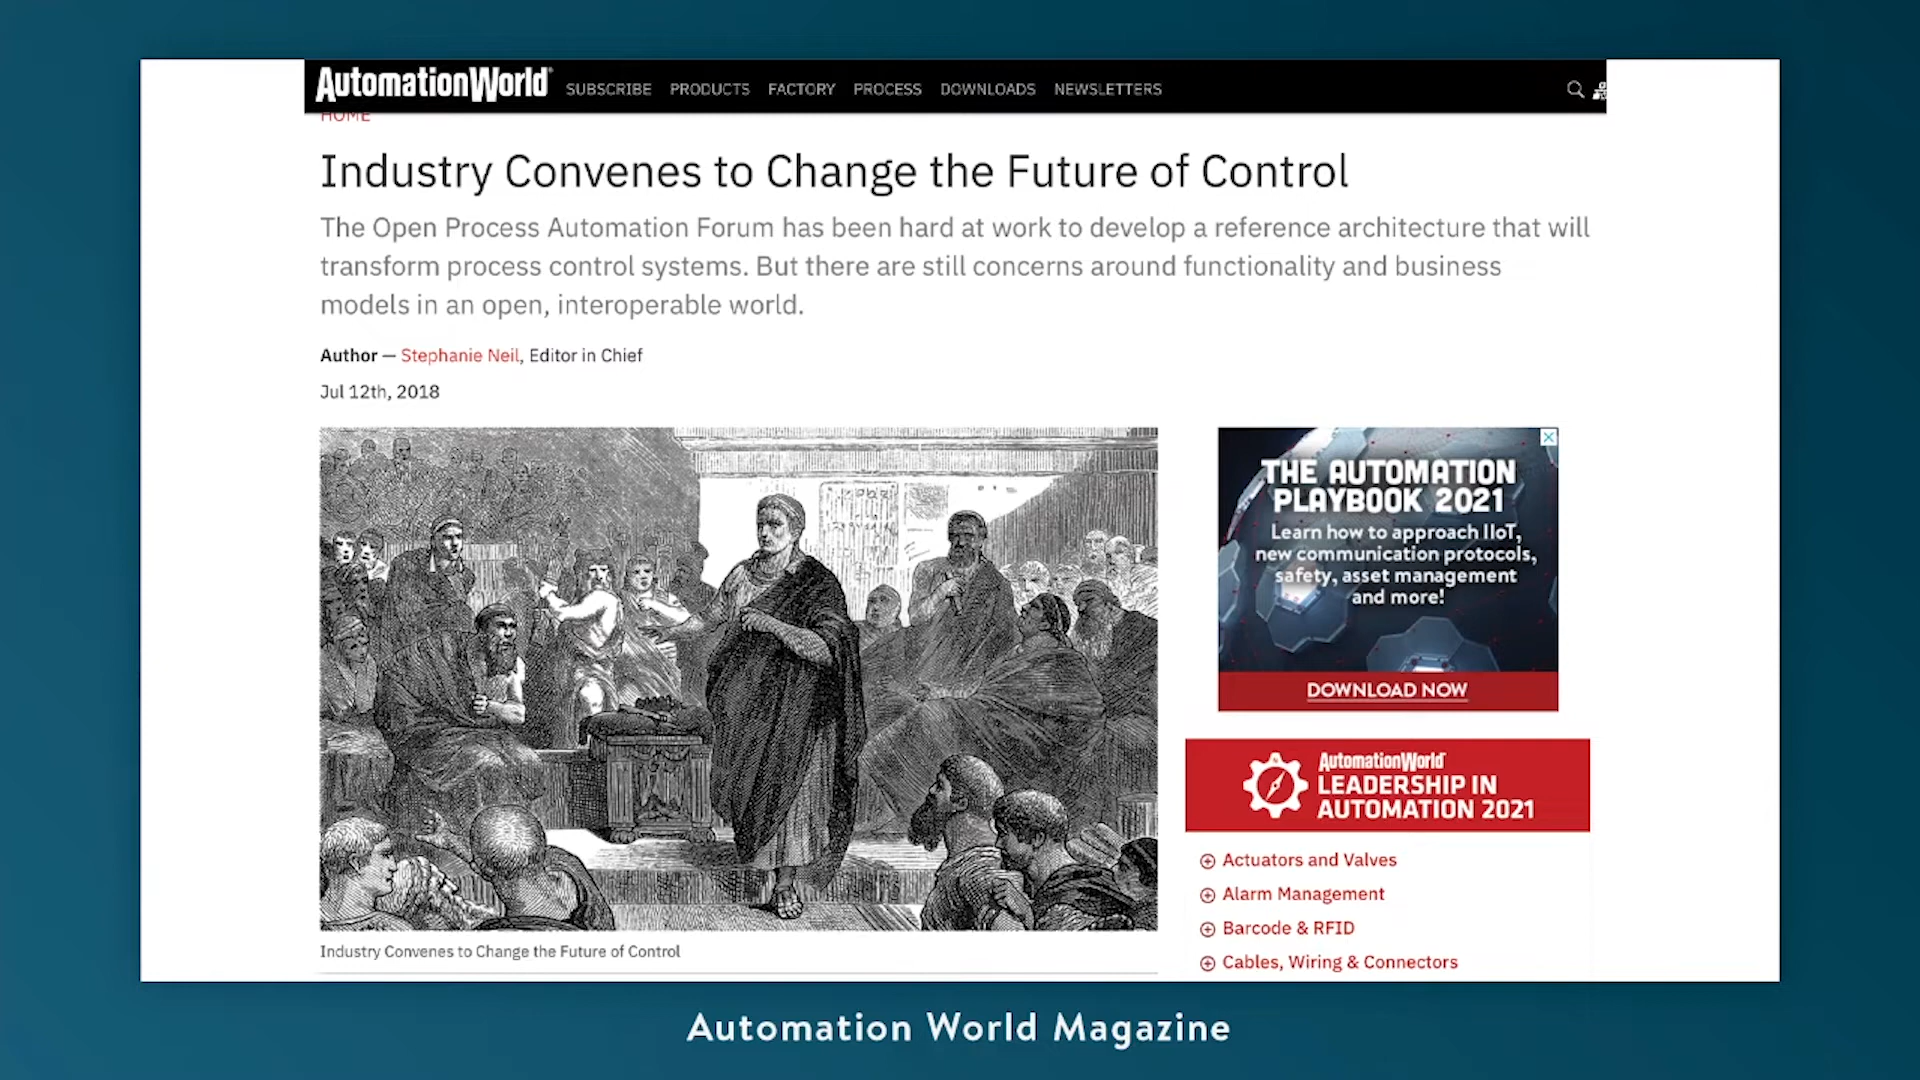 AutomationWorld SUBSCRIBE PRODUCTS FACTORY PROCESS DOWNLOADS NEWSLETTERS
HOME
Industry Convenes to Change the Future of Control
The Open Process Automation Forum has been hard at work to develop a reference architecture that will
transform process control systems. But there are still concerns around functionality and business
models in an open, interoperable world.
Author — Stephanie Neil, Editor in Chief
Jul 12th, 2018
THE AUTOMATION
PLAYBOOK 2021
Learn how to approach IIoT,
new communication protocols,
safety, asset management
and more!
DOWNLOAD NOW
AutomationWorld
LEADERSHIP IN
AUTOMATION 2021
Actuators and Valves
Alarm Management
Barcode & RFID
Cables, Wiring & Connectors
Industry Convenes to Change the Future of Control
Automation World Magazine